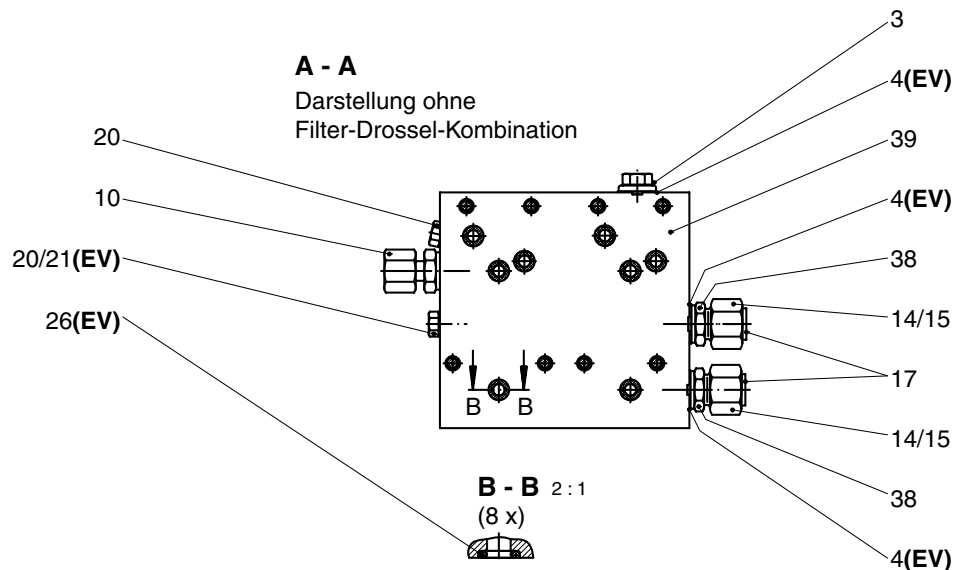 A - A
Darstellung ohne
Filter-Drossel-Kombination
3
4(EV)
39
4(EV)
38
14/15
17
14/15
38
4(EV)
20
10
20/21(EV)
26(EV)
B B
B - B 2 : 1
(8 x)